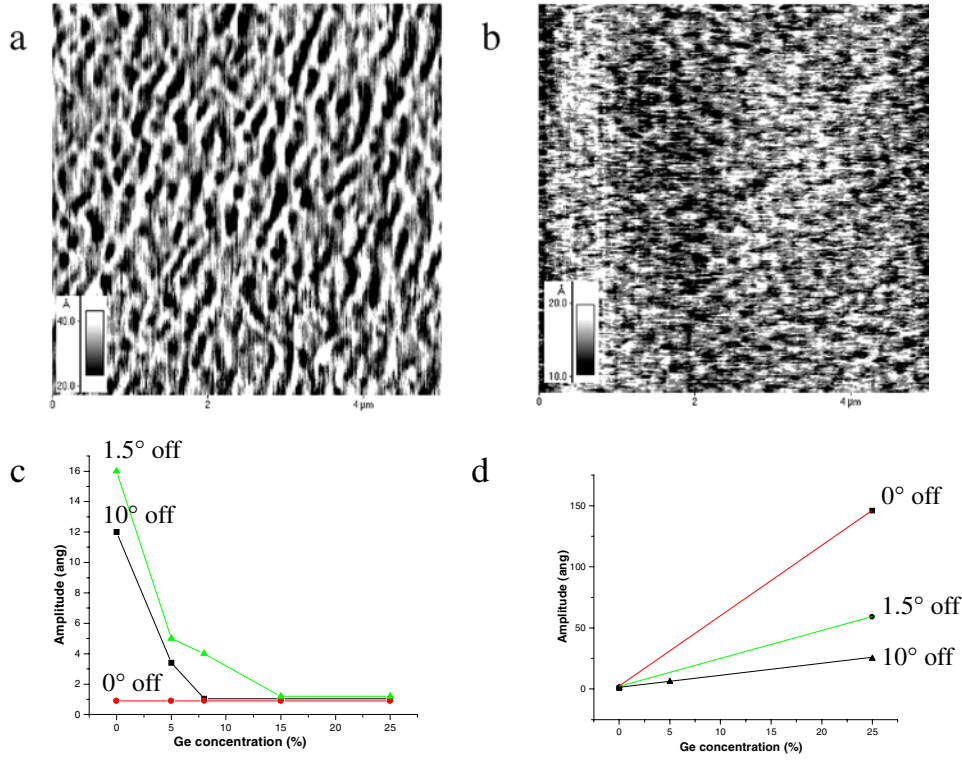 a
Å
40.0
20.0
0
2
4 µm
b
Å
20.0
10.0
0
2
4 µm
c
1.5° off
10° off
0° off
Amplitude (ang)
16
14
12
10
8
6
4
2
1
0
0
5
10
15
20
25
Ge concentration (%)
d
0° off
1.5° off
10° off
Amplitude (ang)
150
100
50
0
0
5
10
15
20
25
Ge concentration (%)